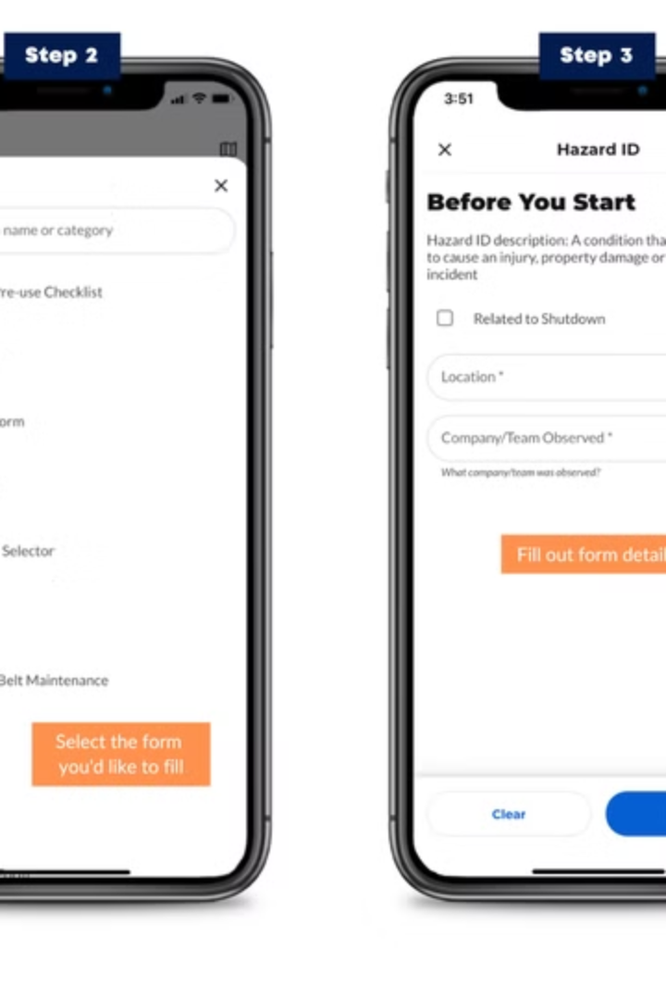 Step 2
name or category
re-use Checklist
orm
Selector
Belt Maintenance
Select the form
you'd like to fill
Step 3
3:51
Hazard ID
Before You Start
Hazard ID description: A condition tha
to cause an injury, property damage or
incident
Related to Shutdown
Location *
Company/Team Observed *
What company/team was observed?
Fill out form detail
Clear